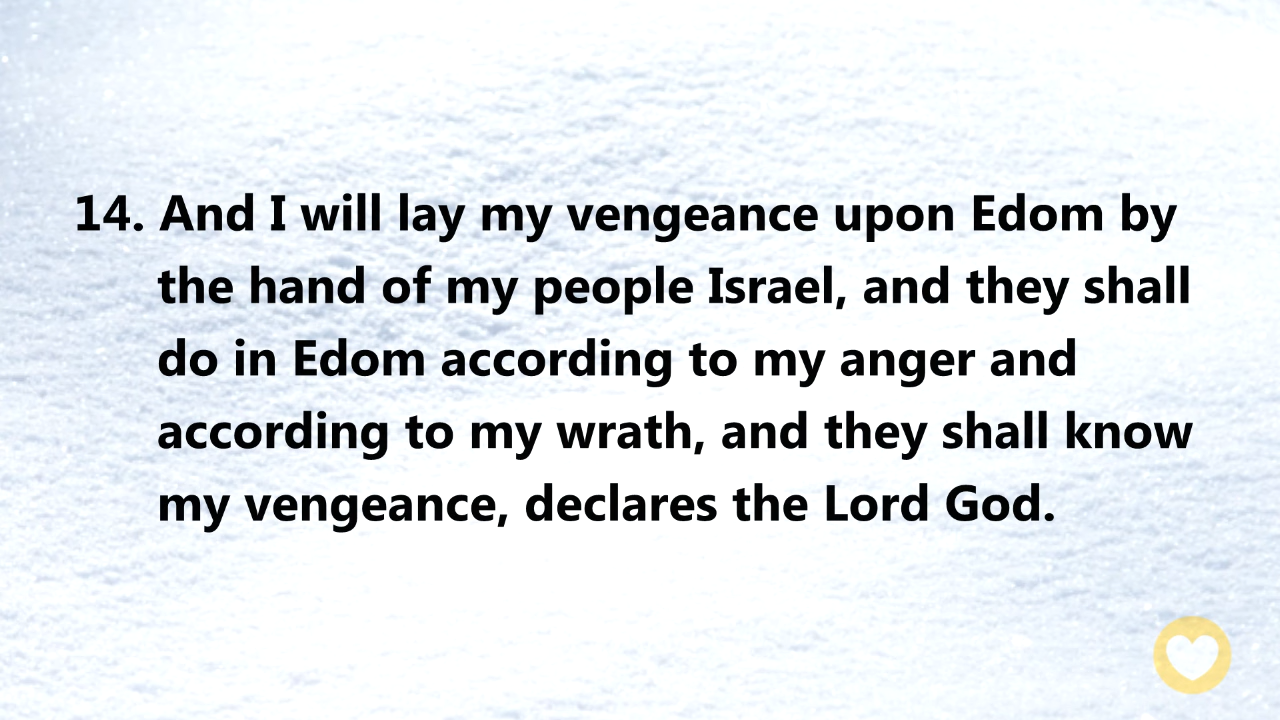 14. And I will lay my vengeance upon Edom by
the hand of my people Israel, and they shall
do in Edom according to my anger and
according to my wrath, and they shall know
my vengeance, declares the Lord God.